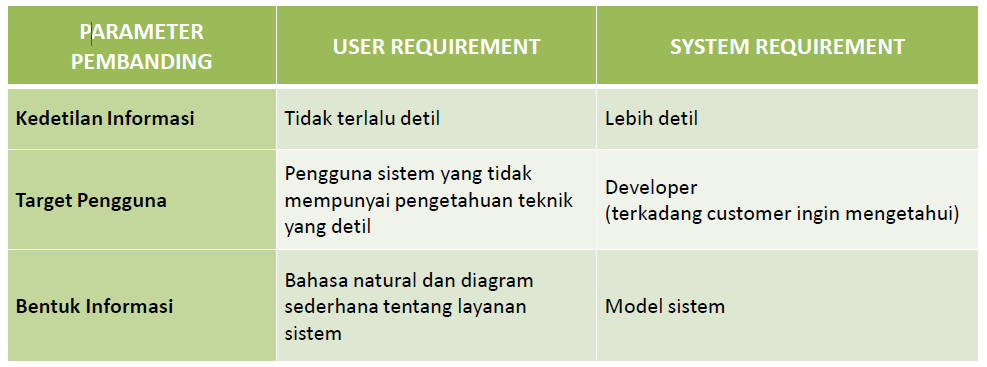 PARAMETER
PEMBANDING
USER REQUIREMENT
SYSTEM REQUIREMENT
Kedetilan Informasi
Tidak terlalu detil
Lebih detil
Target Pengguna
Pengguna sistem yang tidak
mempunyai pengetahuan teknik
yang detil
Developer
(terkadang customer ingin mengetahui)
Bentuk Informasi
Bahasa natural dan diagram
sederhana tentang layanan
sistem
Model sistem